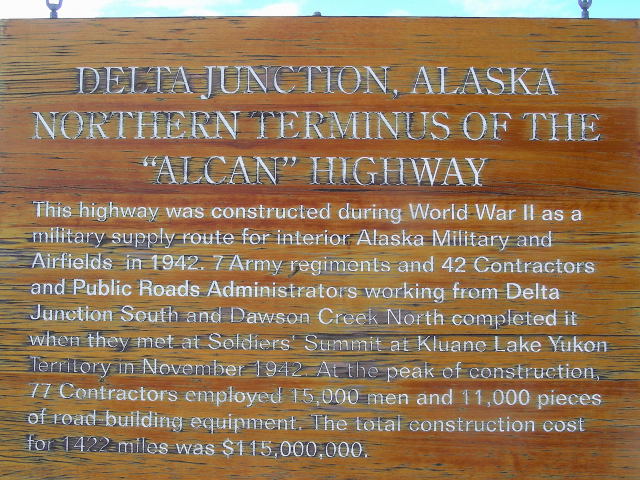 DELTA JUNCTION, ALASKA
NORTHERN TERMINUS OF THE
“ALCAN” HIGHWAY
This highway was constructed during World War II as a
military supply route for interior Alaska Military and
Airfields in 1942. 7 Army regiments and 42 Contractors
and Public Roads Administrators working from Delta
Junction South and Dawson Creek North completed it
when they met at Soldiers' Summit at Kluane Lake Yukon
Territory in November 1942. At the peak of construction,
77 Contractors employed 15,000 men and 11,000 pieces
of road building equipment. The total construction cost
for 1422 miles was $115,000,000.